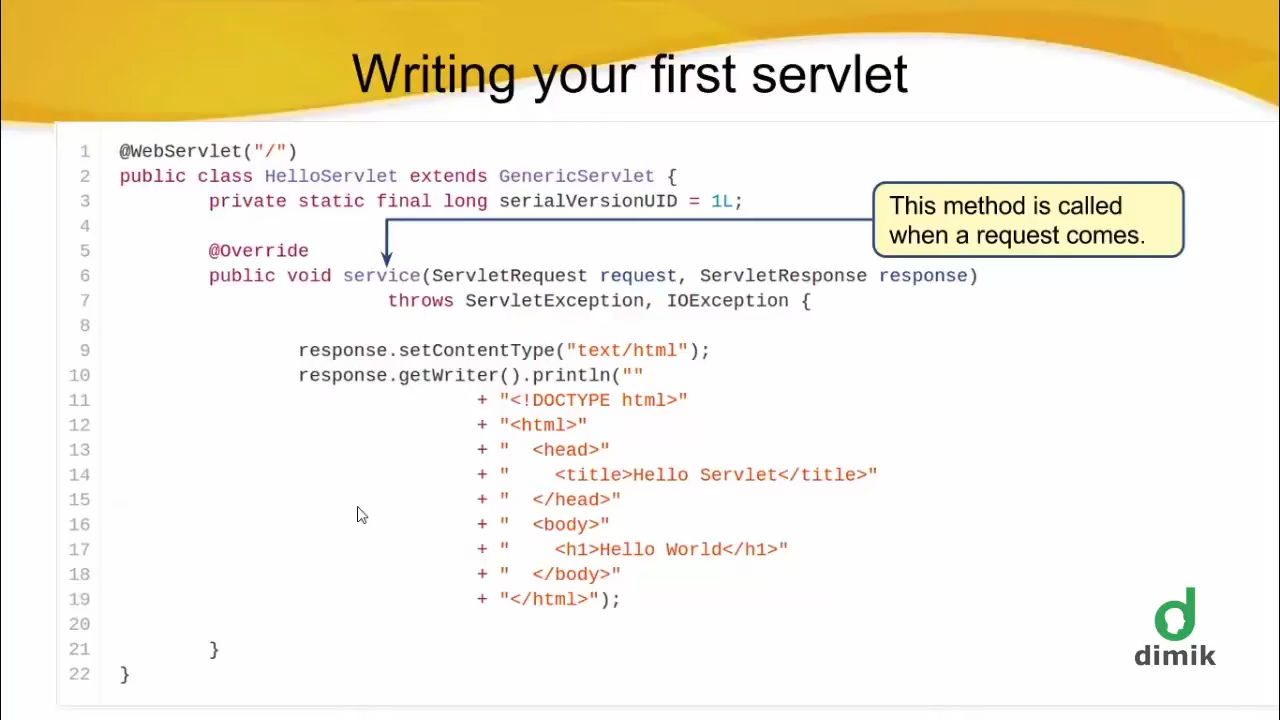 Writing your first servlet
1 @WebServlet("/")
2 public class HelloServlet extends GenericServlet {
3         private static final long serialVersionUID = 1L;
This method is called
when a request comes.
4
5         @Override
6         public void service(ServletRequest request, ServletResponse response)
7                         throws ServletException, IOException {
8
9                 response.setContentType("text/html");
10                 response.getWriter().println(""
11                                 + "<!DOCTYPE html>"
12                                 + "<html>"
13                                 + "  <head>"
14                                 + "    <title>Hello Servlet</title>"
15                                 + "  </head>"
16                                 + "  <body>"
17                                 + "    <h1>Hello World</h1>"
18                                 + "  </body>"
19                                 + "</html>");
20
21         }
22 }
dimik